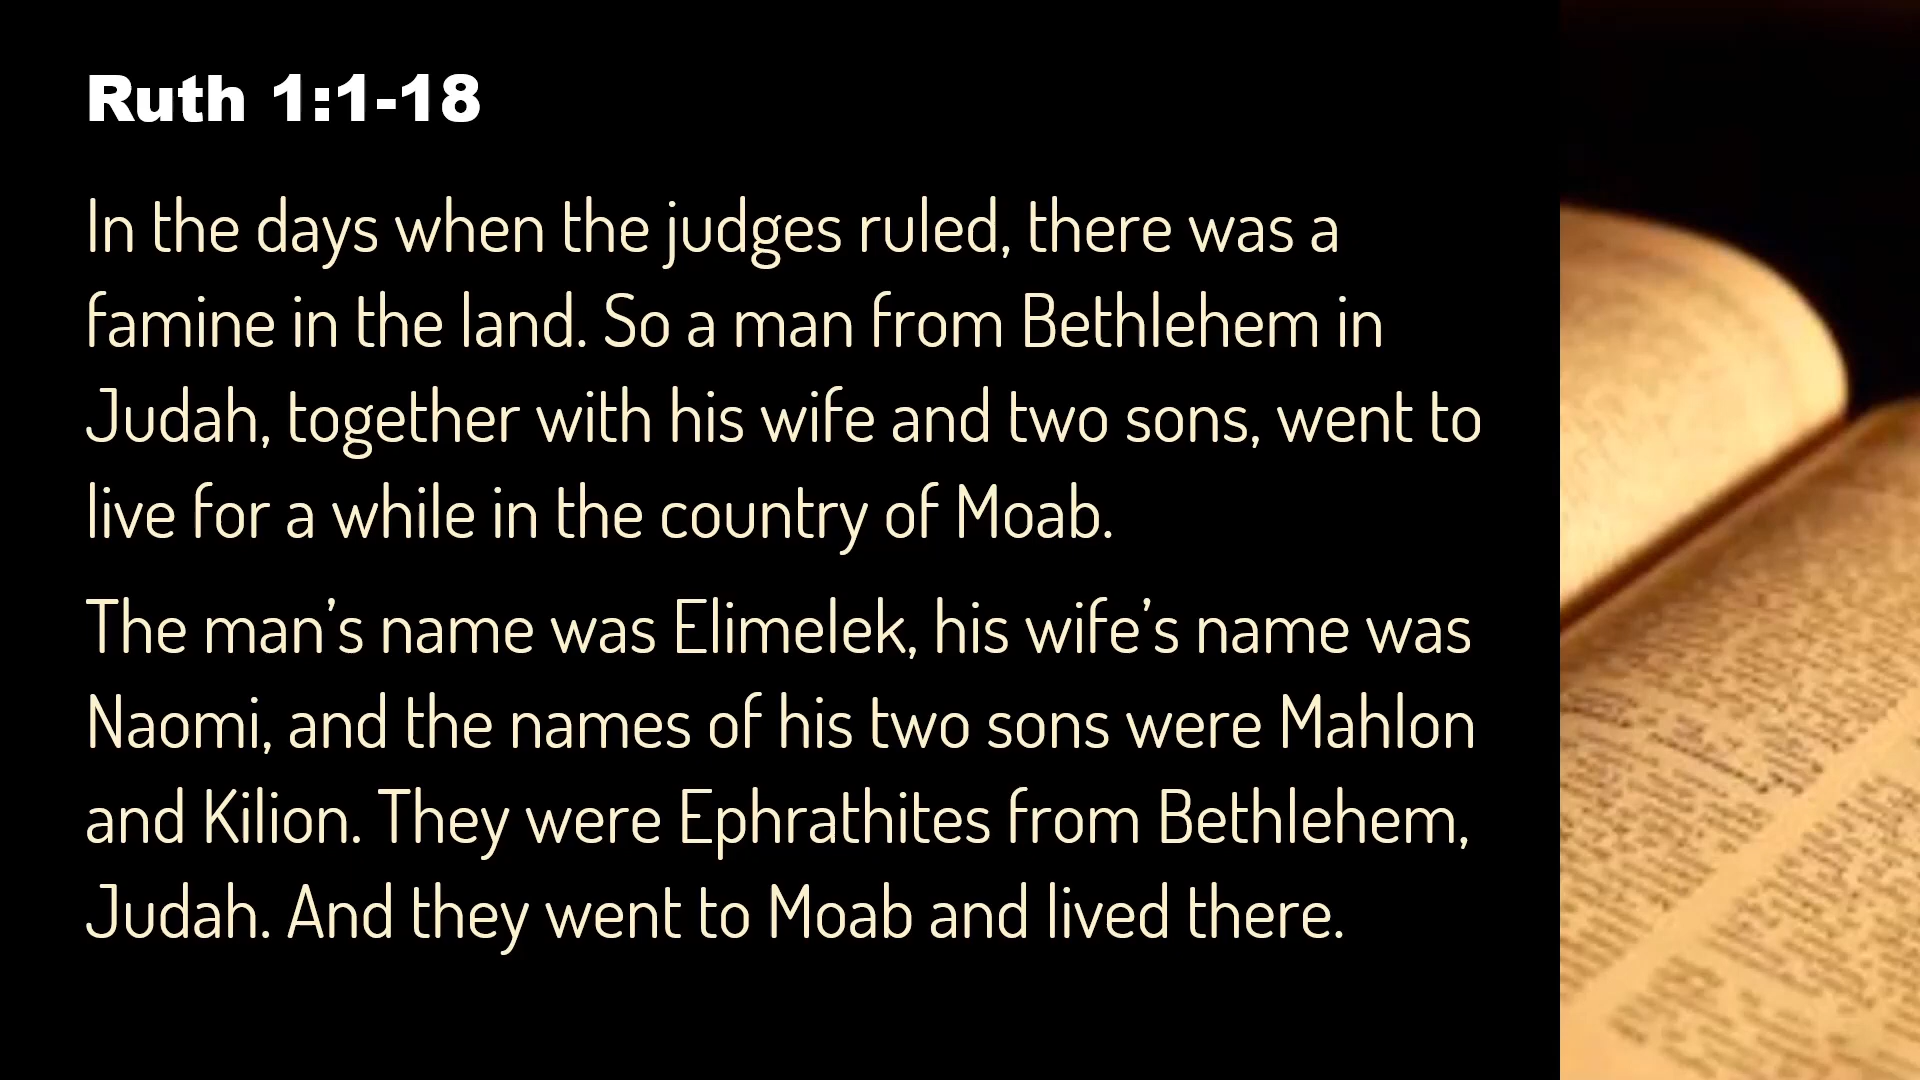 Ruth 1:1-18
In the days when the judges ruled, there was a
famine in the land. So a man from Bethlehem in
Judah, together with his wife and two sons, went to
live for a while in the country of Moab.
The man’s name was Elimelek, his wife’s name was
Naomi, and the names of his two sons were Mahlon
and Kilion. They were Ephrathites from Bethlehem,
Judah. And they went to Moab and lived there.